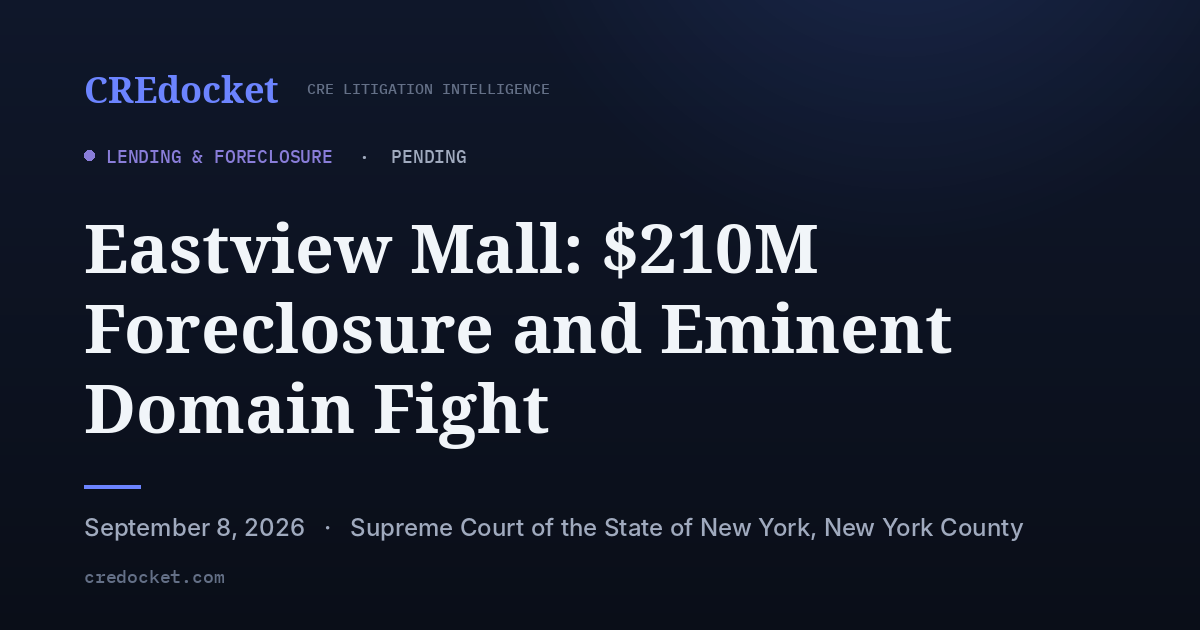 CREdocket CRE LITIGATION INTELLIGENCE
LENDING & FORECLOSURE · PENDING
Eastview Mall: $210M
Foreclosure and Eminent
Domain Fight
September 8, 2026 · Supreme Court of the State of New York, New York County
credocket.com